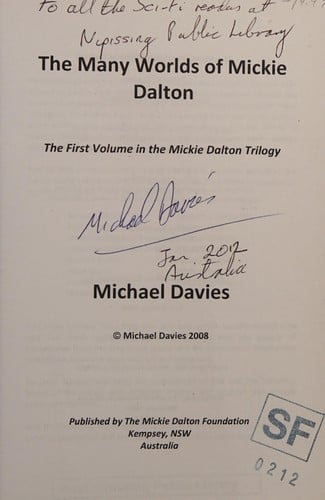 To all the Sci-fi readers at
Nipissing Public Library
The Many Worlds of Mickie
Dalton
The First Volume in the Mickie Dalton Trilogy
Michael Davies
Jan. 2012
Australia
Michael Davies
© Michael Davies 2008
Published by The Mickie Dalton Foundation
Kempsey, NSW
Australia
SF
0212